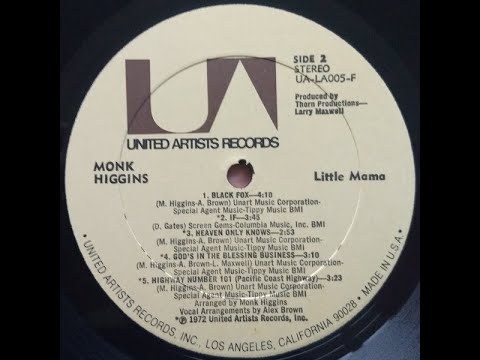 UA
SIDE 2
STEREO
UA-LA005-F
Produced by
Thorn Productions—
Larry Maxwell
UNITED ARTISTS RECORDS
MONK
HIGGINS
Little Mama
1. BLACK FOX—4:10
(M. Higgins-A. Brown) Unart Music Corporation-
Special Agent Music-Tippy Music BMI
*2. IF—3:45
(D. Gates) Screen Gems-Columbia Music, Inc. BMI
*3. HEAVEN ONLY KNOWS—2:53
(M. Higgins-A. Brown) Unart Music Corporation-
Special Agent Music-Tippy Music BMI
*4. GOD'S IN THE BLESSING BUSINESS—3:10
(M. Higgins-A. Brown-L. Maxwell) Unart Music Corporation-
Special Agent Music-Tippy Music BMI
*5. HIGHWAY NUMBER 101 (Pacific Coast Highway)—3:23
(M. Higgins-A. Brown) Unart Music Corporation-
Special Agent Music-Tippy Music BMI
Arranged by Monk Higgins
Vocal Arrangements by Alex Brown
*℗ 1972 United Artists Records, Inc.
•UNITED ARTISTS RECORDS, INC., LOS ANGELES, CALIFORNIA 90028 • MADE IN U.S.A.•